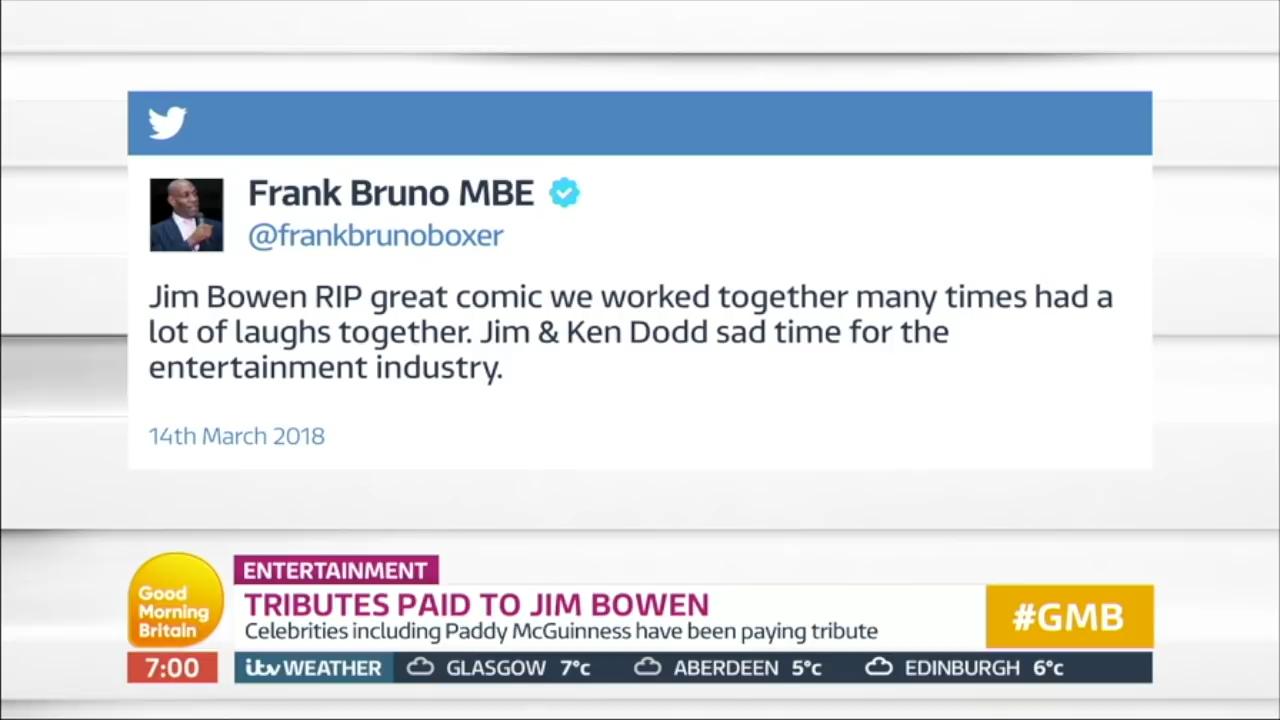 Frank Bruno MBE
@frankbrunoboxer
Jim Bowen RIP great comic we worked together many times had a
lot of laughs together. Jim & Ken Dodd sad time for the
entertainment industry.
14th March 2018
Good
Morning
Britain
ENTERTAINMENT
TRIBUTES PAID TO JIM BOWEN
Celebrities including Paddy McGuinness have been paying tribute
#GMB
7:00
itv WEATHER GLASGOW 7°c ABERDEEN 5°c EDINBURGH 6°c